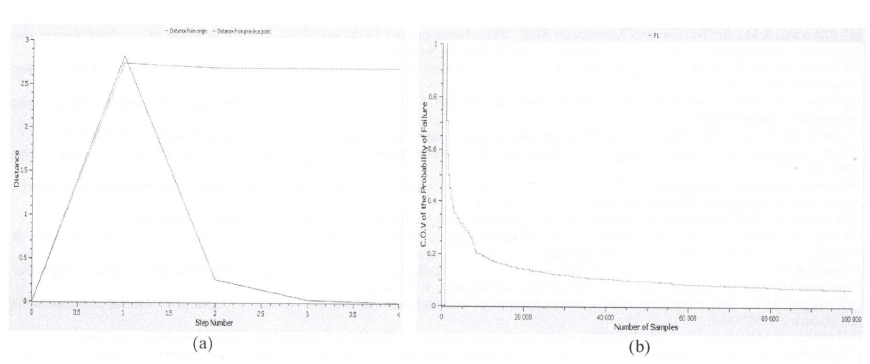 - Distance from origin - Distance from previous point
3
2.5
2
1.5
1
0.5
0
Distance
0 0.5 1 1.5 2 2.5 3 3.5 4
Step Number
(a)
- F1
1
0.8
0.6
0.4
0.2
0
C.O.V of the Probability of Failure
0 20 000 40 000 60 000 80 000 100 000
Number of Samples
(b)